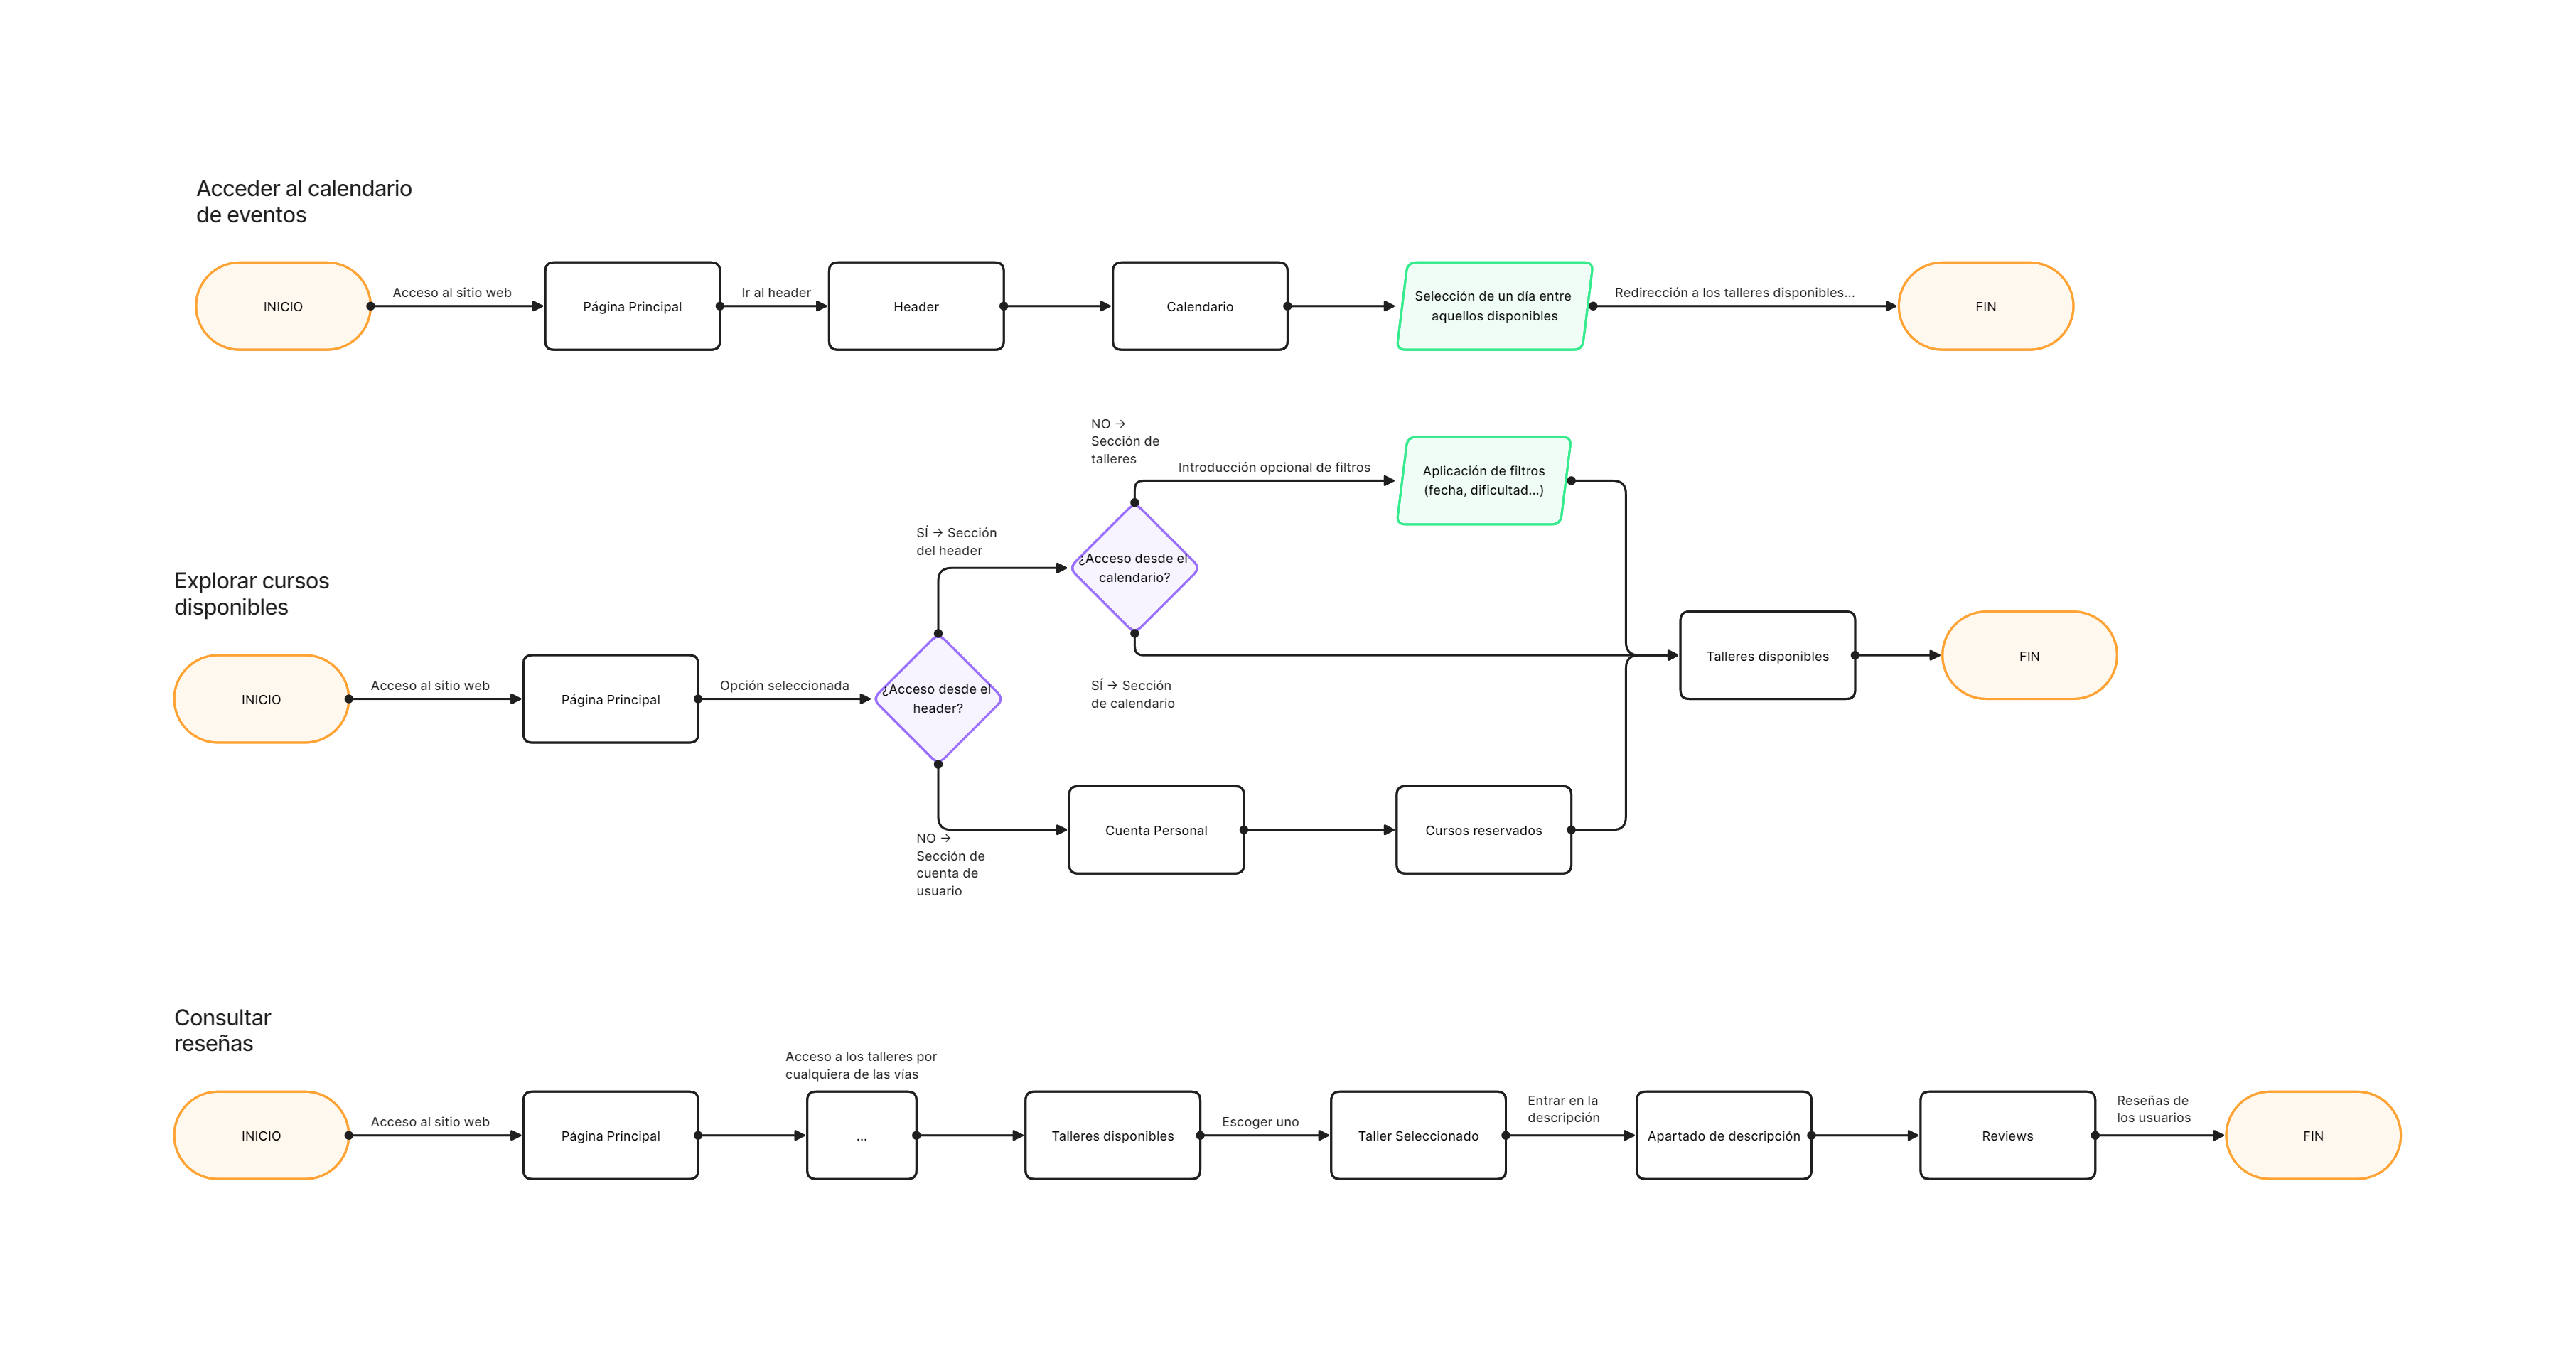 Acceder al calendario
de eventos
INICIO
Acceso al sitio web
Página Principal
Ir al header
Header
Calendario
Selección de un día entre
aquellos disponibles
Redirección a los talleres disponibles...
FIN
Explorar cursos
disponibles
INICIO
Acceso al sitio web
Página Principal
Opción seleccionada
¿Acceso desde el
header?
SÍ → Sección
del header
¿Acceso desde el
calendario?
NO →
Sección de
talleres
Introducción opcional de filtros
Aplicación de filtros
(fecha, dificultad...)
SÍ → Sección
de calendario
NO →
Sección de
cuenta de
usuario
Cuenta Personal
Cursos reservados
Talleres disponibles
FIN
Consultar
reseñas
INICIO
Acceso al sitio web
Página Principal
Acceso a los talleres por
cualquiera de las vías
...
Talleres disponibles
Escoger uno
Taller Seleccionado
Entrar en la
descripción
Apartado de descripción
Reviews
Reseñas de
los usuarios
FIN